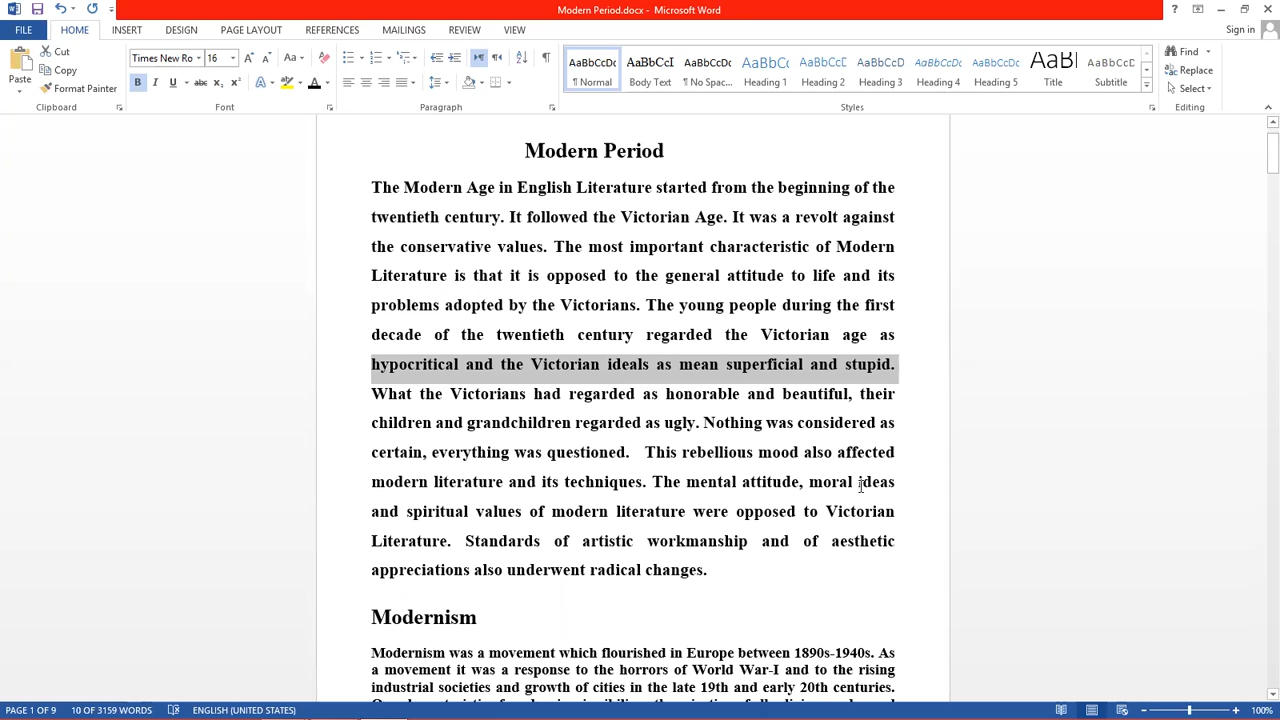 Modern Period.docx - Microsoft Word
Sign in
FILE HOME INSERT DESIGN PAGE LAYOUT REFERENCES MAILINGS REVIEW VIEW
Paste
Cut
Copy
Format Painter
Clipboard
Times New Ro 16
Font
Paragraph
AaBbCcDc AaBbCcI AaBbCcDc AaBbC AaBbCcD AaBbCcD AaBbCcD AaBbCcD AaBl AaBbCcD
¶ Normal Body Text ¶ No Spac... Heading 1 Heading 2 Heading 3 Heading 4 Heading 5 Title Subtitle
Styles
Find
Replace
Select
Editing
Modern Period
The Modern Age in English Literature started from the beginning of the
twentieth century. It followed the Victorian Age. It was a revolt against
the conservative values. The most important characteristic of Modern
Literature is that it is opposed to the general attitude to life and its
problems adopted by the Victorians. The young people during the first
decade of the twentieth century regarded the Victorian age as
hypocritical and the Victorian ideals as mean superficial and stupid.
What the Victorians had regarded as honorable and beautiful, their
children and grandchildren regarded as ugly. Nothing was considered as
certain, everything was questioned. This rebellious mood also affected
modern literature and its techniques. The mental attitude, moral ideas
and spiritual values of modern literature were opposed to Victorian
Literature. Standards of artistic workmanship and of aesthetic
appreciations also underwent radical changes.
Modernism
Modernism was a movement which flourished in Europe between 1890s-1940s. As
a movement it was a response to the horrors of World War-I and to the rising
industrial societies and growth of cities in the late 19th and early 20th centuries.
PAGE 1 OF 9 10 OF 3159 WORDS ENGLISH (UNITED STATES) 100%